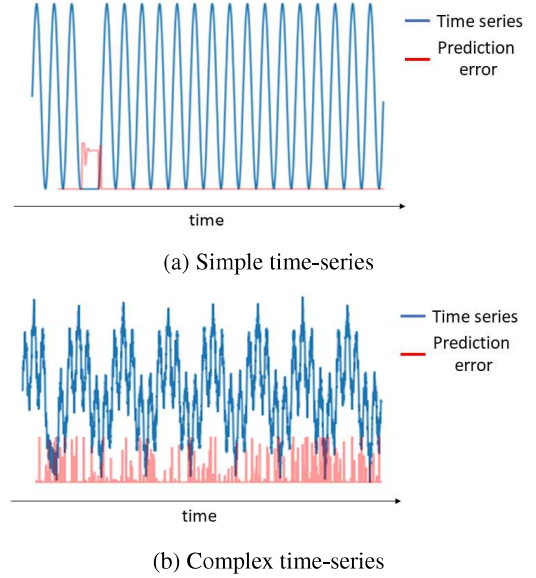 Time series
Prediction
error
time
(a) Simple time-series
Time series
Prediction
error
time
(b) Complex time-series